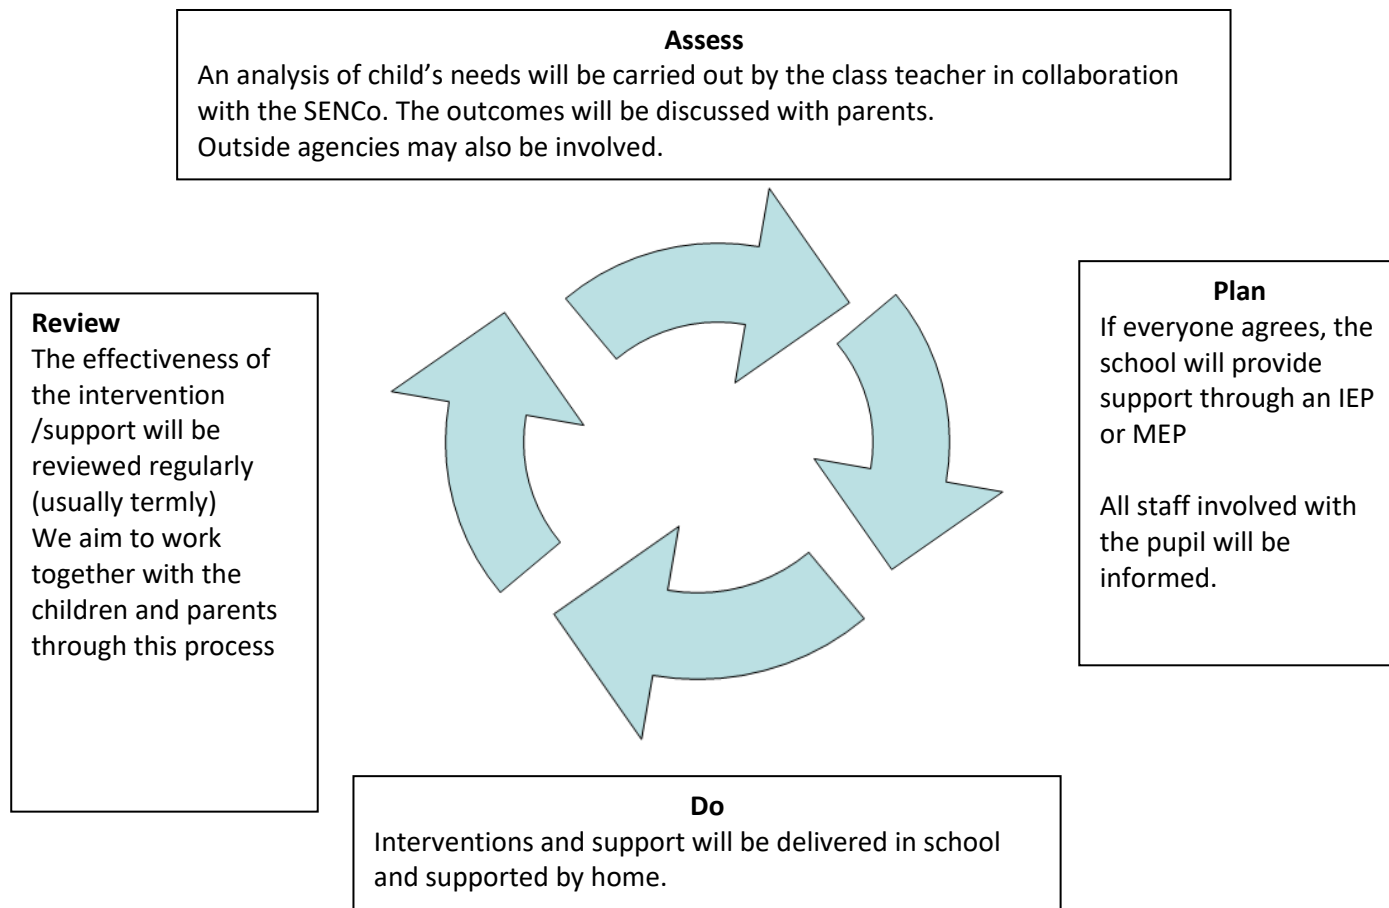 Assess
An analysis of child’s needs will be carried out by the class teacher in collaboration
with the SENCo. The outcomes will be discussed with parents.
Outside agencies may also be involved.
Plan
If everyone agrees, the
school will provide
support through an IEP
or MEP
All staff involved with
the pupil will be
informed.
Do
Interventions and support will be delivered in school
and supported by home.
Review
The effectiveness of
the intervention
/support will be
reviewed regularly
(usually termly)
We aim to work
together with the
children and parents
through this process